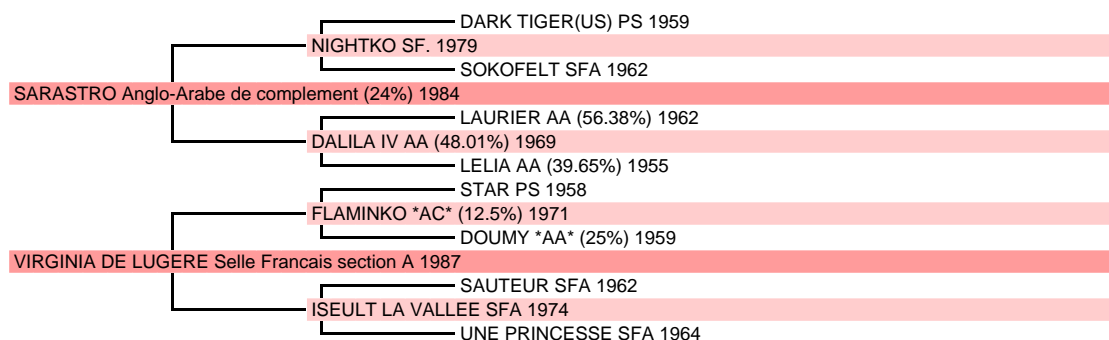 DARK TIGER(US) PS 1959
NIGHTKO SF. 1979
SOKOFELT SFA 1962
SARASTRO Anglo-Arabe de complement (24%) 1984
LAURIER AA (56.38%) 1962
DALILA IV AA (48.01%) 1969
LELIA AA (39.65%) 1955
STAR PS 1958
FLAMINKO *AC* (12.5%) 1971
DOUMY *AA* (25%) 1959
VIRGINIA DE LUGERE Selle Francais section A 1987
SAUTEUR SFA 1962
ISEULT LA VALLEE SFA 1974
UNE PRINCESSE SFA 1964